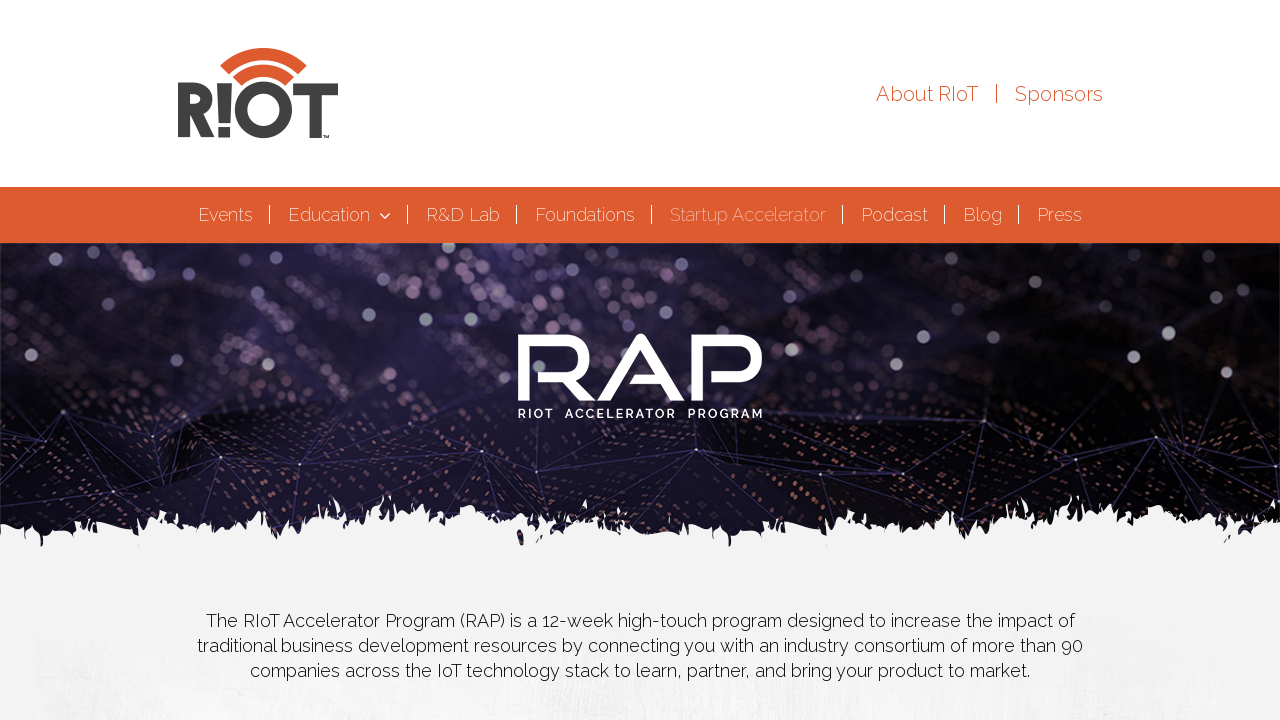 R!OT™
About RIoT | Sponsors
Events | Education | R&D Lab | Foundations | Startup Accelerator | Podcast | Blog | Press
RAP
RIOT ACCELERATOR PROGRAM
The RIoT Accelerator Program (RAP) is a 12-week high-touch program designed to increase the impact of
traditional business development resources by connecting you with an industry consortium of more than 90
companies across the IoT technology stack to learn, partner, and bring your product to market.